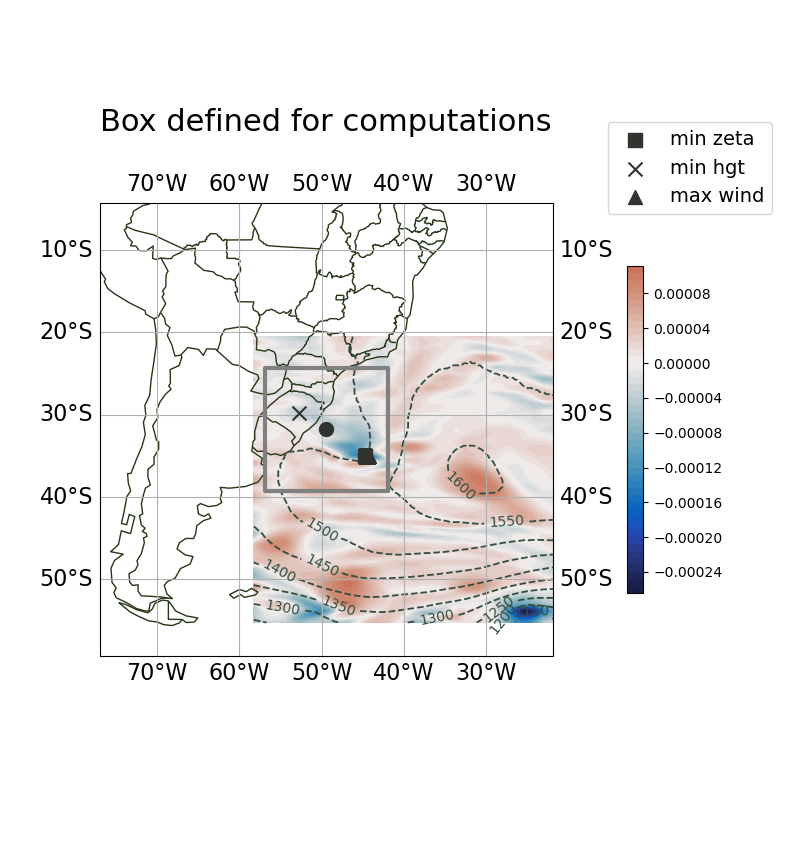 Box defined for computations
min zeta
min hgt
max wind
70°W 60°W 50°W 40°W 30°W
10°S 10°S
20°S 20°S
30°S 30°S
40°S 40°S
50°S 50°S
70°W 60°W 50°W 40°W 30°W
0.00008
0.00004
0.00000
−0.00004
−0.00008
−0.00012
−0.00016
−0.00020
−0.00024
1600
1550
1500
1450
1400
1350
1300
1300
1250
1200